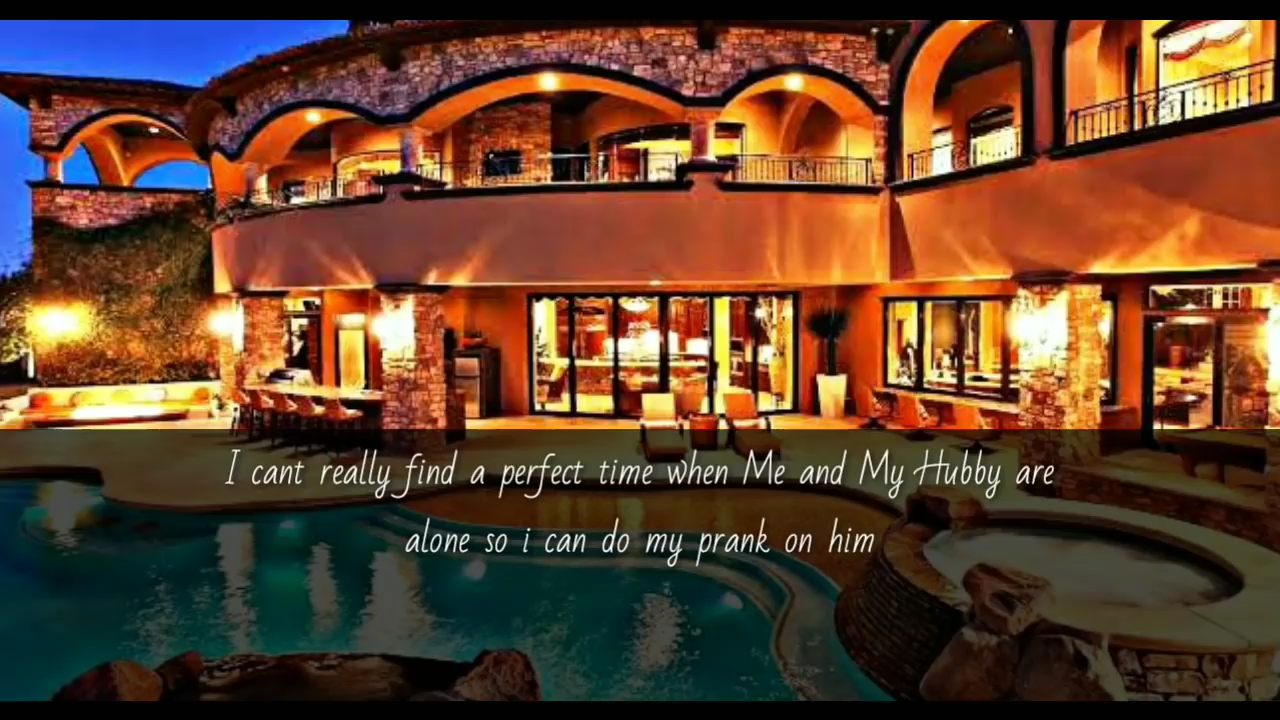 I cant really find a perfect time when Me and My Hubby are
alone so i can do my prank on him